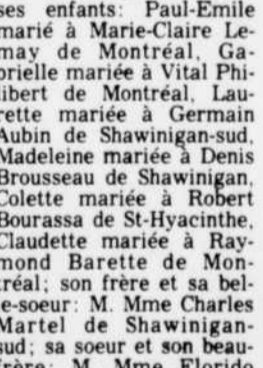 ses enfants: Paul-Emile
marié à Marie-Claire Le-
may de Montréal, Ga-
brielle mariée à Vital Phi-
libert de Montréal, Lau-
rette mariée à Germain
Aubin de Shawinigan-sud,
Madeleine mariée à Denis
Brousseau de Shawinigan,
Colette mariée à Robert
Bourassa de St-Hyacinthe,
Claudette mariée à Ray-
mond Barette de Mon-
tréal; son frère et sa bel-
le-soeur: M. Mme Charles
Martel de Shawinigan-
sud; sa soeur et son beau-
frère: M. Mme Florido